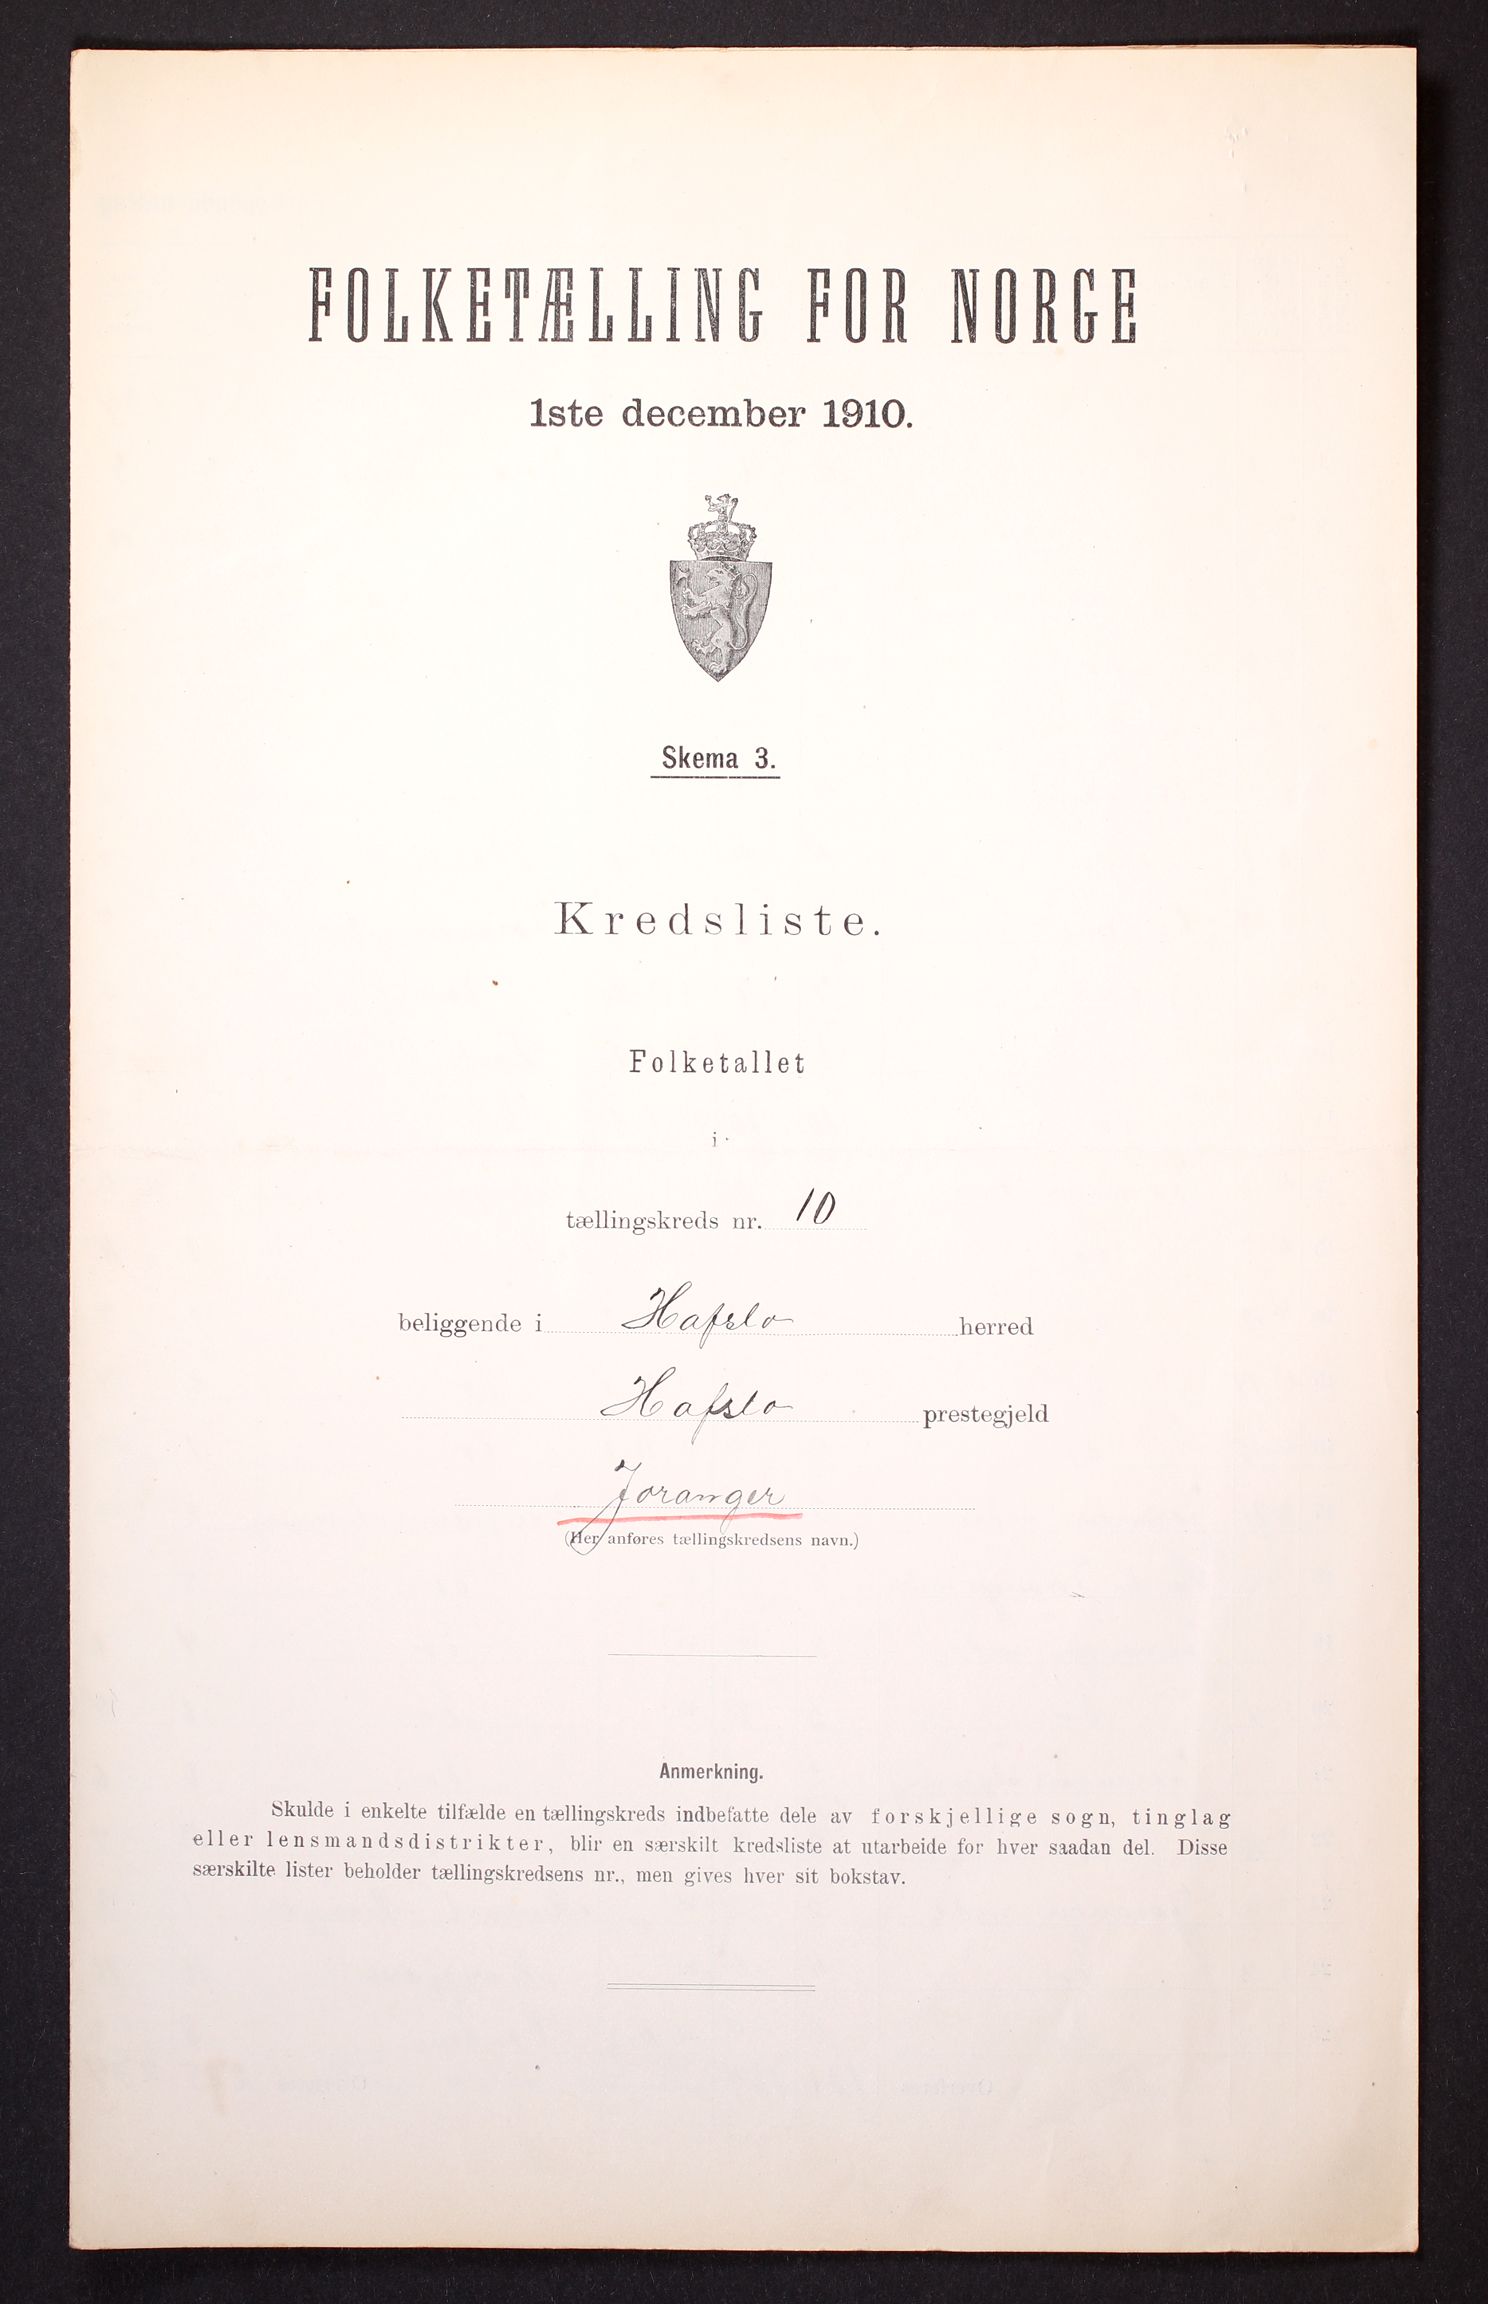 FOLKETÆLLING FOR NORGE
1ste december 1910.
Skema 3.
Kredsliste.
Folketallet
i
tællingskreds nr. 10
beliggende i Hafslo herred
Hafslo prestegjeld
Joranger
(Her anføres tællingskredsens navn.)
Anmerkning.
Skulde i enkelte tilfælde en tællingskreds indbefatte dele av forskjellige sogn, tinglag
eller lensmandsdistrikter, blir en særskilt kredsliste at utarbeide for hver saadan del. Disse
særskilte lister beholder tællingskredsens nr., men gives hver sit bokstav.